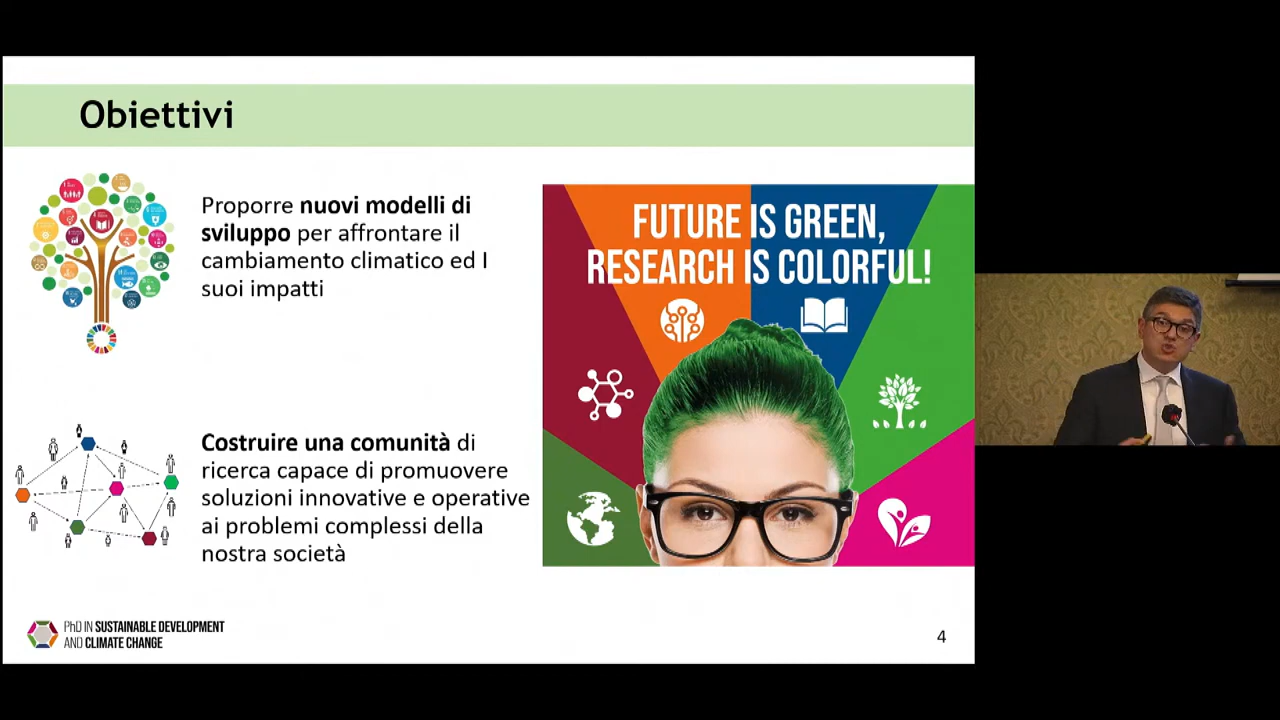 Obiettivi
Proporre nuovi modelli di
sviluppo per affrontare il
cambiamento climatico ed I
suoi impatti
FUTURE IS GREEN,
RESEARCH IS COLORFUL!
Costruire una comunità di
ricerca capace di promuovere
soluzioni innovative e operative
ai problemi complessi della
nostra società
PhD IN SUSTAINABLE DEVELOPMENT
AND CLIMATE CHANGE
4